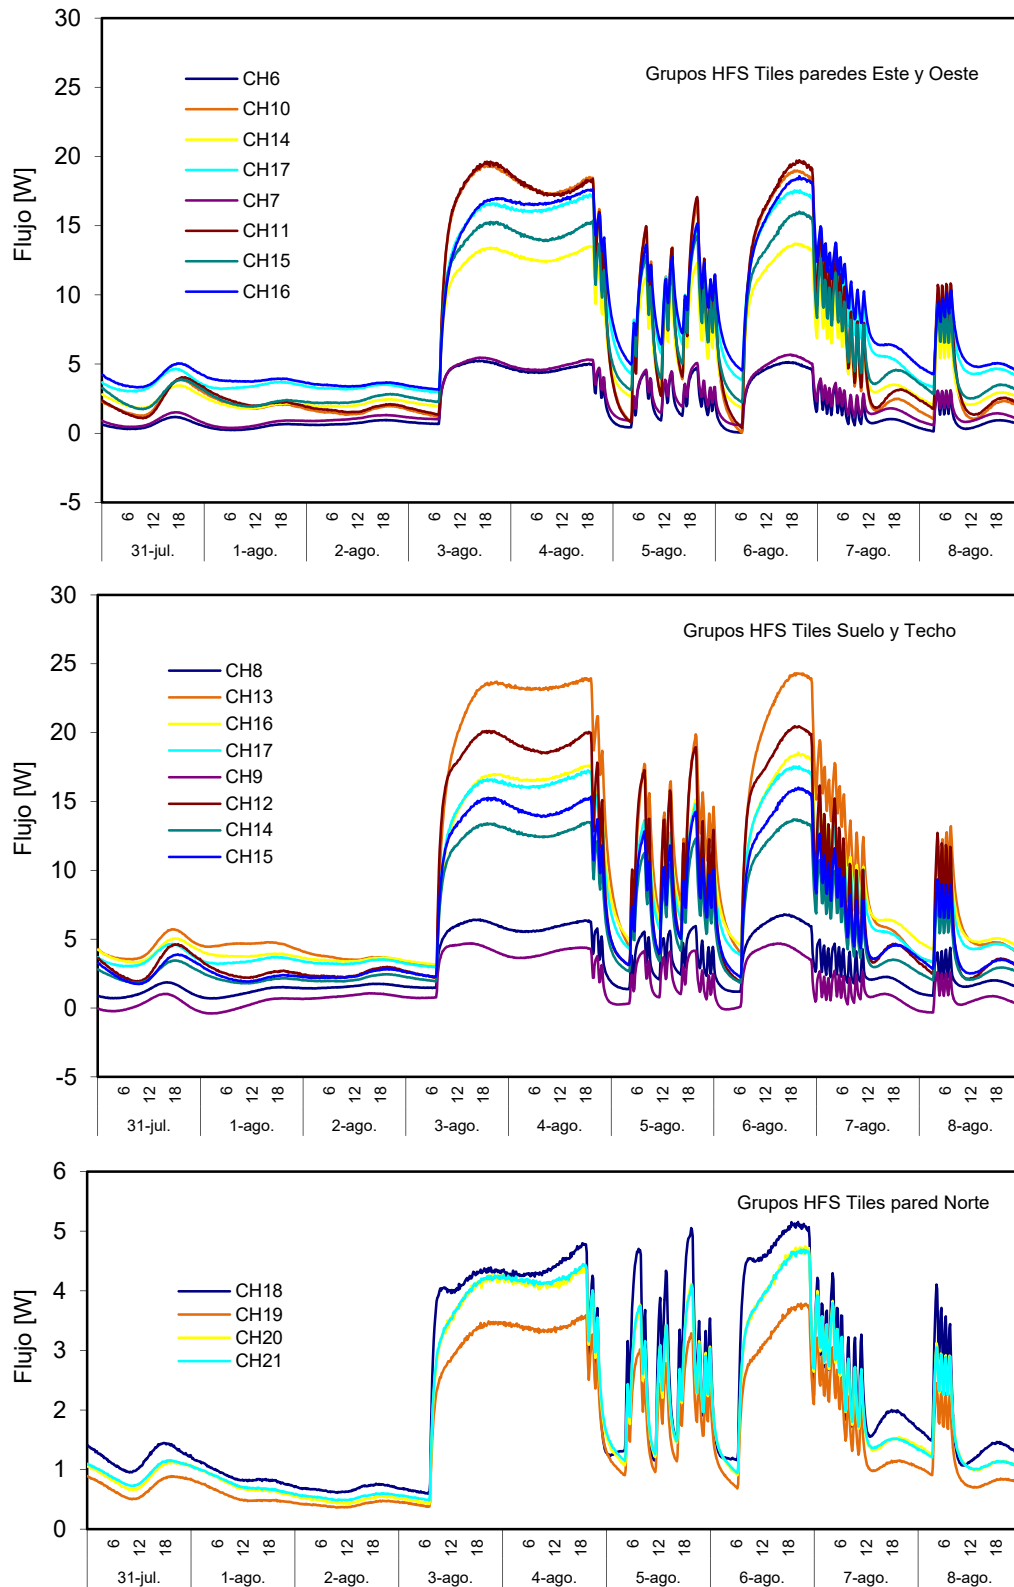 30
25
20
15
10
5
0
-5
Flujo [W]
Grupos HFS Tiles paredes Este y Oeste
CH6
CH10
CH14
CH17
CH7
CH11
CH15
CH16
6 12 18 6 12 18 6 12 18 6 12 18 6 12 18 6 12 18 6 12 18 6 12 18 6 12 18
31-jul. 1-ago. 2-ago. 3-ago. 4-ago. 5-ago. 6-ago. 7-ago. 8-ago.
30
25
20
15
10
5
0
-5
Flujo [W]
Grupos HFS Tiles Suelo y Techo
CH8
CH13
CH16
CH17
CH9
CH12
CH14
CH15
6 12 18 6 12 18 6 12 18 6 12 18 6 12 18 6 12 18 6 12 18 6 12 18 6 12 18
31-jul. 1-ago. 2-ago. 3-ago. 4-ago. 5-ago. 6-ago. 7-ago. 8-ago.
6
5
4
3
2
1
0
Flujo [W]
Grupos HFS Tiles pared Norte
CH18
CH19
CH20
CH21
6 12 18 6 12 18 6 12 18 6 12 18 6 12 18 6 12 18 6 12 18 6 12 18 6 12 18
31-jul. 1-ago. 2-ago. 3-ago. 4-ago. 5-ago. 6-ago. 7-ago. 8-ago.